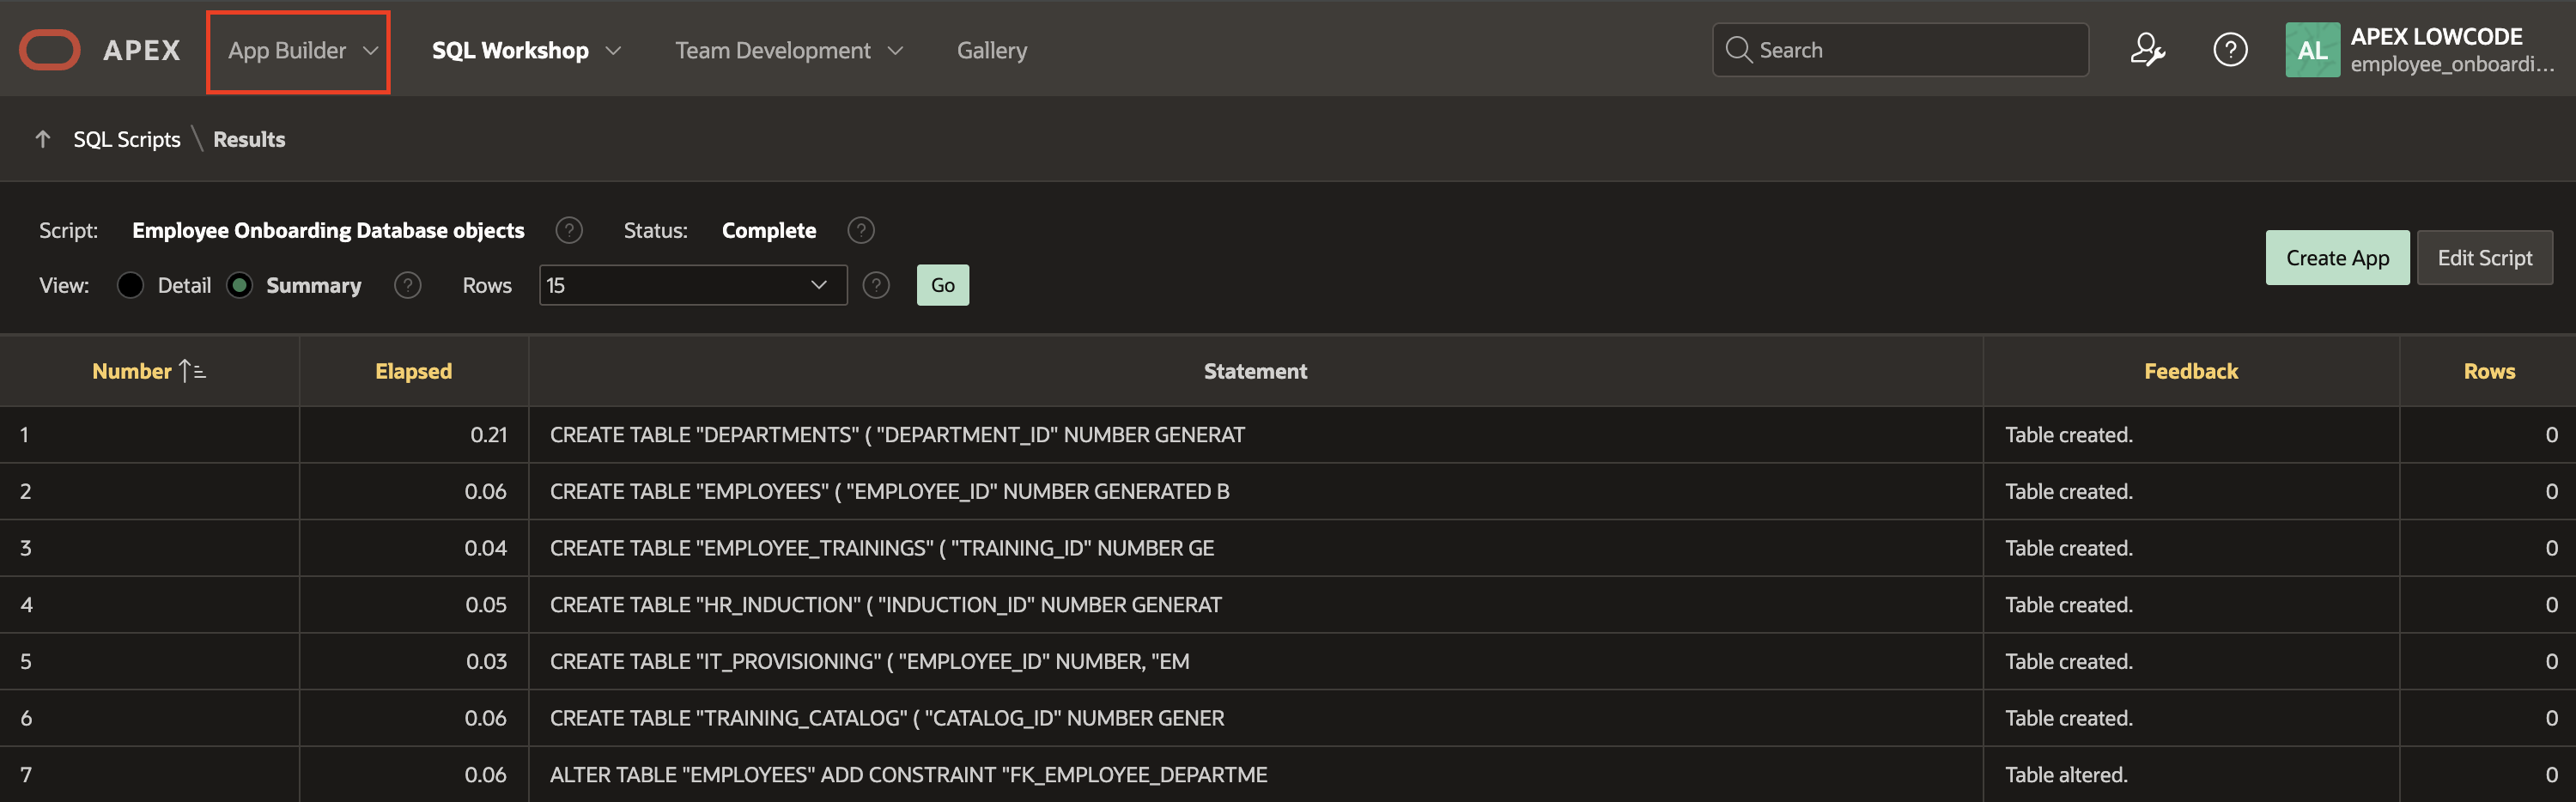 APEX App Builder SQL Workshop Team Development Gallery Search ? AL APEX LOWCODE
employee_onboardi...
SQL Scripts \ Results
Script: Employee Onboarding Database objects ? Status: Complete ?
Create App Edit Script
View: Detail Summary ? Rows 15 ? Go
Number Elapsed Statement Feedback Rows
1 0.21 CREATE TABLE "DEPARTMENTS" ( "DEPARTMENT_ID" NUMBER GENERAT Table created. 0
2 0.06 CREATE TABLE "EMPLOYEES" ( "EMPLOYEE_ID" NUMBER GENERATED B Table created. 0
3 0.04 CREATE TABLE "EMPLOYEE_TRAININGS" ( "TRAINING_ID" NUMBER GE Table created. 0
4 0.05 CREATE TABLE "HR_INDUCTION" ( "INDUCTION_ID" NUMBER GENERAT Table created. 0
5 0.03 CREATE TABLE "IT_PROVISIONING" ( "EMPLOYEE_ID" NUMBER, "EM Table created. 0
6 0.06 CREATE TABLE "TRAINING_CATALOG" ( "CATALOG_ID" NUMBER GENER Table created. 0
7 0.06 ALTER TABLE "EMPLOYEES" ADD CONSTRAINT "FK_EMPLOYEE_DEPARTME Table altered. 0